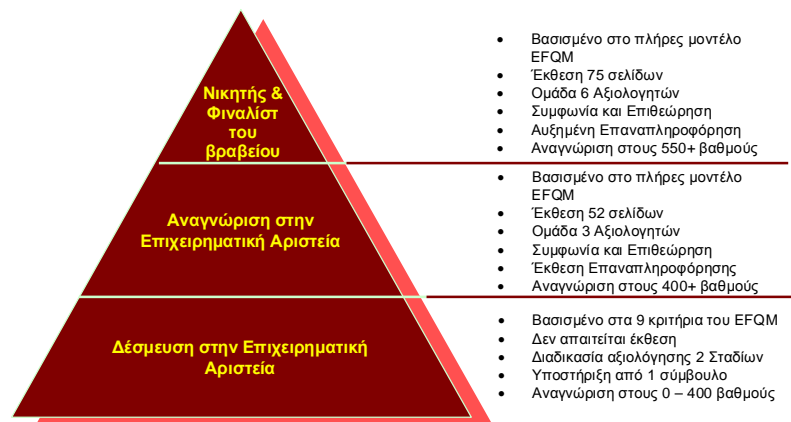 Νικητής &
Φιναλίστ
του
βραβείου
• Βασισμένο στο πλήρες μοντέλο
EFQM
• Έκθεση 75 σελίδων
• Ομάδα 6 Αξιολογητών
• Συμφωνία και Επιθεώρηση
• Αυξημένη Επαναπληροφόρηση
• Αναγνώριση στους 550+ βαθμούς
Αναγνώριση στην
Επιχειρηματική Αριστεία
• Βασισμένο στο πλήρες μοντέλο
EFQM
• Έκθεση 52 σελίδων
• Ομάδα 3 Αξιολογητών
• Συμφωνία και Επιθεώρηση
• Έκθεση Επαναπληροφόρησης
• Αναγνώριση στους 400+ βαθμούς
Δέσμευση στην Επιχειρηματική
Αριστεία
• Βασισμένο στα 9 κριτήρια του EFQM
• Δεν απαιτείται έκθεση
• Διαδικασία αξιολόγησης 2 Σταδίων
• Υποστήριξη από 1 σύμβουλο
• Αναγνώριση στους 0 – 400 βαθμούς